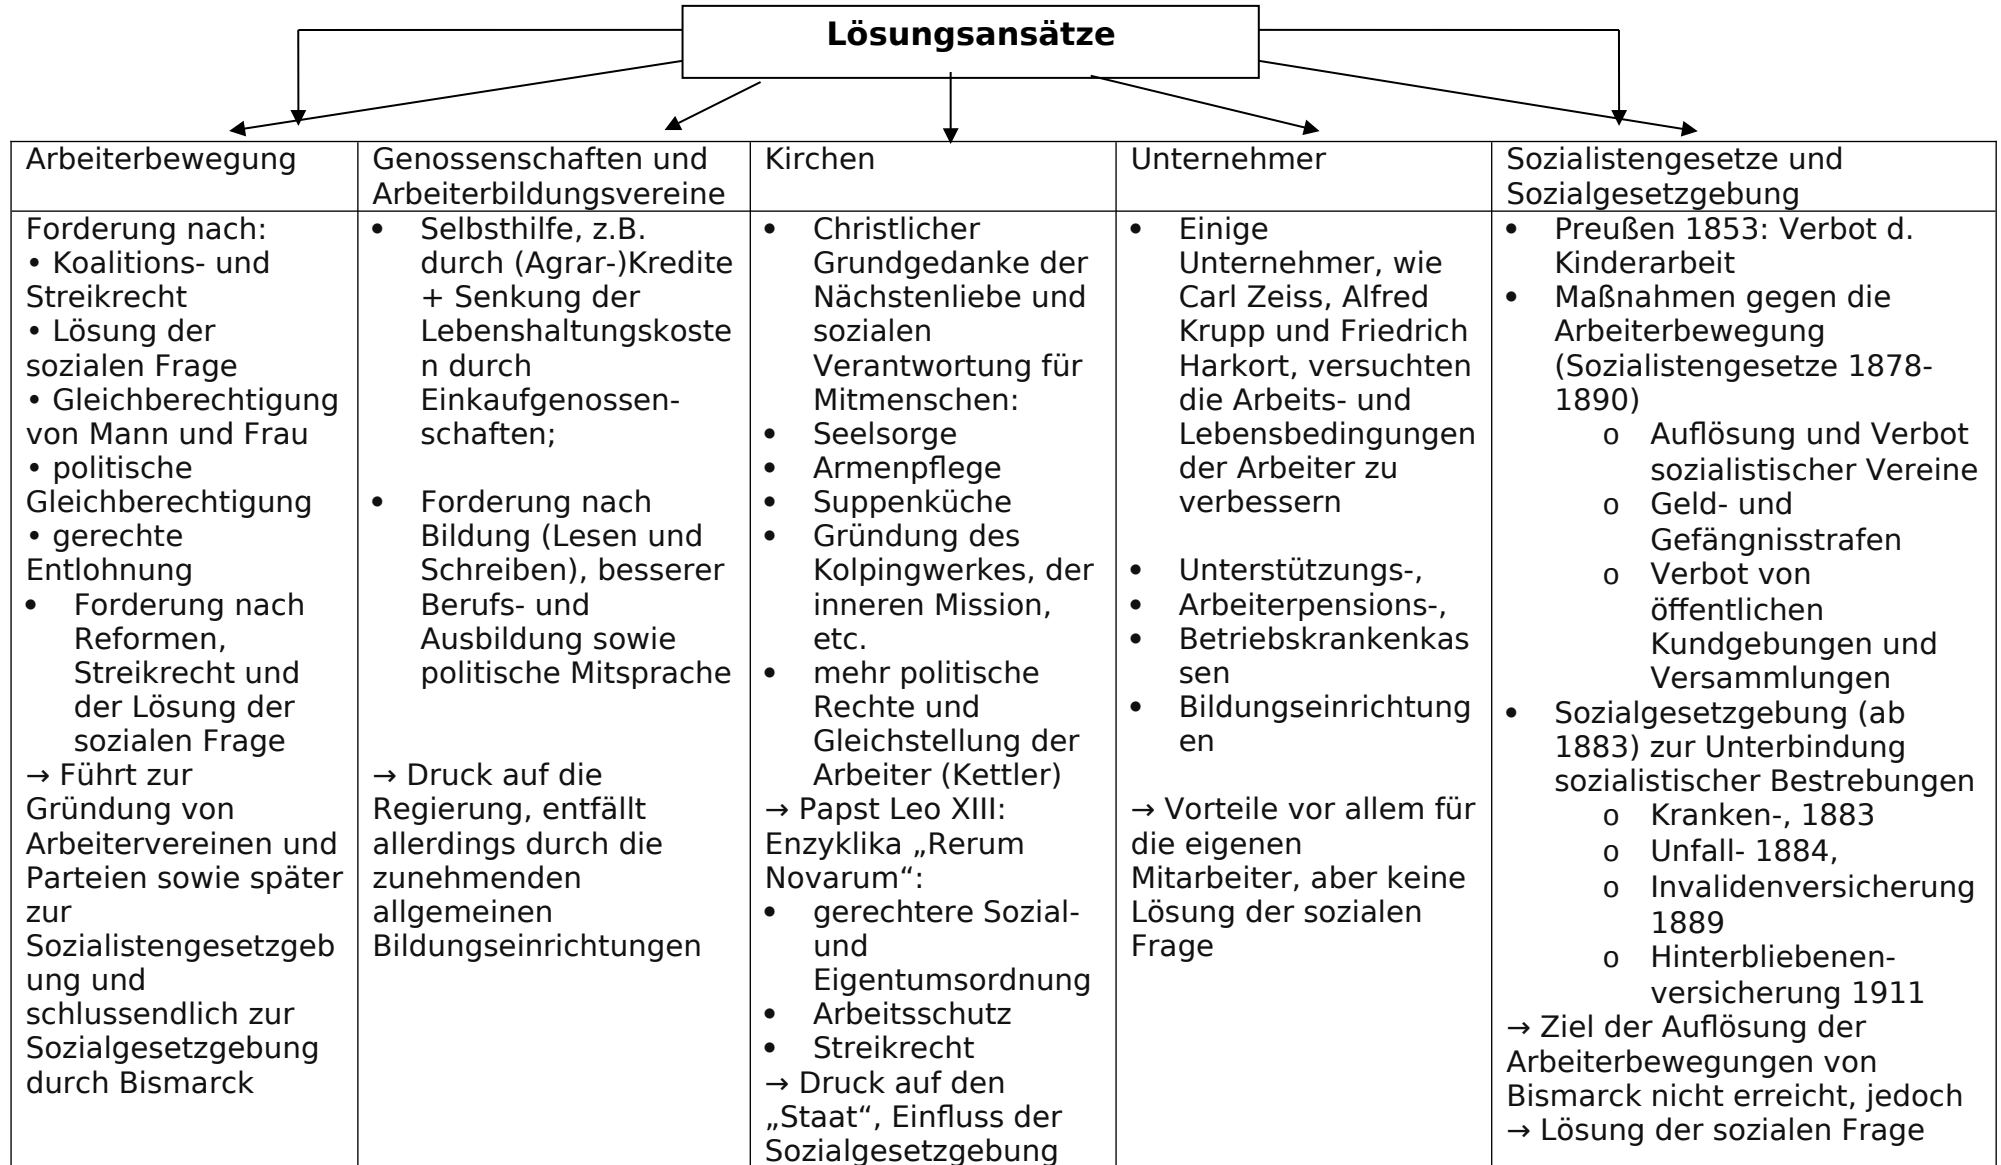 Lösungsansätze
Arbeiterbewegung
Genossenschaften und
Arbeiterbildungsvereine
Kirchen
Unternehmer
Sozialistengesetze und
Sozialgesetzgebung
Forderung nach:
• Koalitions- und
Streikrecht
• Lösung der
sozialen Frage
• Gleichberechtigung
von Mann und Frau
• politische
Gleichberechtigung
• gerechte
Entlohnung
• Forderung nach
Reformen,
Streikrecht und
der Lösung der
sozialen Frage
→ Führt zur
Gründung von
Arbeitervereinen und
Parteien sowie später
zur
Sozialistengesetzgeb
ung und
schlussendlich zur
Sozialgesetzgebung
durch Bismarck
• Selbsthilfe, z.B.
durch (Agrar-)Kredite
+ Senkung der
Lebenshaltungskoste
n durch
Einkaufgenossen-
schaften;
• Forderung nach
Bildung (Lesen und
Schreiben), besserer
Berufs- und
Ausbildung sowie
politische Mitsprache
→ Druck auf die
Regierung, entfällt
allerdings durch die
zunehmenden
allgemeinen
Bildungseinrichtungen
• Christlicher
Grundgedanke der
Nächstenliebe und
sozialen
Verantwortung für
Mitmenschen:
• Seelsorge
• Armenpflege
• Suppenküche
• Gründung des
Kolpingwerkes, der
inneren Mission,
etc.
• mehr politische
Rechte und
Gleichstellung der
Arbeiter (Kettler)
→ Papst Leo XIII:
Enzyklika „Rerum
Novarum“:
• gerechtere Sozial-
und
Eigentumsordnung
• Arbeitsschutz
• Streikrecht
→ Druck auf den
„Staat“, Einfluss der
Sozialgesetzgebung
• Einige
Unternehmer, wie
Carl Zeiss, Alfred
Krupp und Friedrich
Harkort, versuchten
die Arbeits- und
Lebensbedingungen
der Arbeiter zu
verbessern
• Unterstützungs-,
• Arbeiterpensions-,
• Betriebskrankenkas
sen
• Bildungseinrichtung
en
→ Vorteile vor allem für
die eigenen
Mitarbeiter, aber keine
Lösung der sozialen
Frage
• Preußen 1853: Verbot d.
Kinderarbeit
• Maßnahmen gegen die
Arbeiterbewegung
(Sozialistengesetze 1878-
1890)
o Auflösung und Verbot
sozialistischer Vereine
o Geld- und
Gefängnisstrafen
o Verbot von
öffentlichen
Kundgebungen und
Versammlungen
• Sozialgesetzgebung (ab
1883) zur Unterbindung
sozialistischer Bestrebungen
o Kranken-, 1883
o Unfall- 1884,
o Invalidenversicherung
1889
o Hinterbliebenen-
versicherung 1911
→ Ziel der Auflösung der
Arbeiterbewegungen von
Bismarck nicht erreicht, jedoch
→ Lösung der sozialen Frage